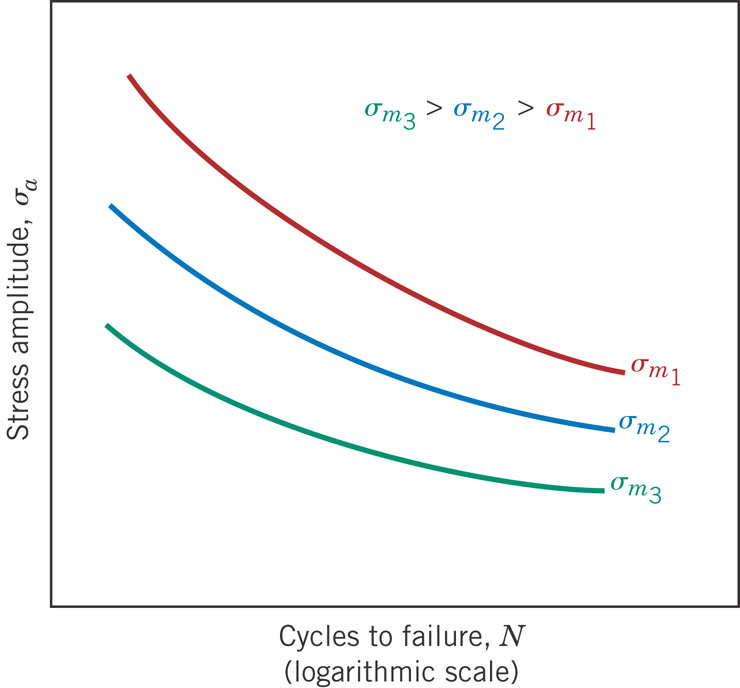 σm3 > σm2 > σm1
Stress amplitude, σa
σm1
σm2
σm3
Cycles to failure, N
(logarithmic scale)